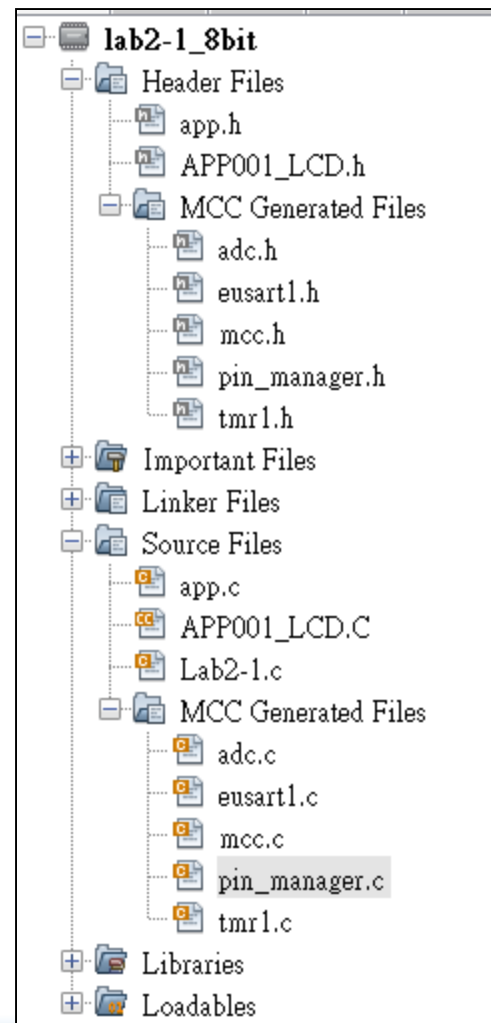 lab2-1_8bit
Header Files
app.h
APP001_LCD.h
MCC Generated Files
adc.h
eusart1.h
mcc.h
pin_manager.h
tmr1.h
Important Files
Linker Files
Source Files
app.c
APP001_LCD.C
Lab2-1.c
MCC Generated Files
adc.c
eusart1.c
mcc.c
pin_manager.c
tmr1.c
Libraries
Loadables